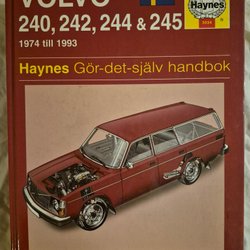 VOLVO
240, 242, 244 & 245
1974 till 1993
Haynes
Haynes Gör-det-själv handbok